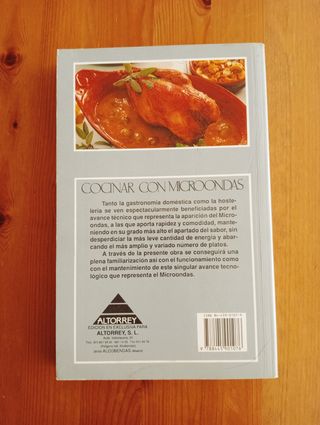 COCINAR CON MICROONDAS
Tanto la gastronomía doméstica como la hoste-
lería se ven espectacularmente beneficiadas por el
avance técnico que representa la aparición del Micro-
ondas, a las que aporta rapidez y comodidad, mante-
niendo en su grado más alto el apartado del sabor, sin
desperdiciar la más leve cantidad de energía y abar-
cando el más amplio y variado número de platos.
A través de la presente obra se conseguirá una
plena familiarización así con el funcionamiento como
con el mantenimiento de este singular avance tecno-
lógico que representa el Microondas.
ALTORREY
EDICIÓN EN EXCLUSIVA PARA
ALTORREY, S. L.
ALCOBENDAS
ISBN